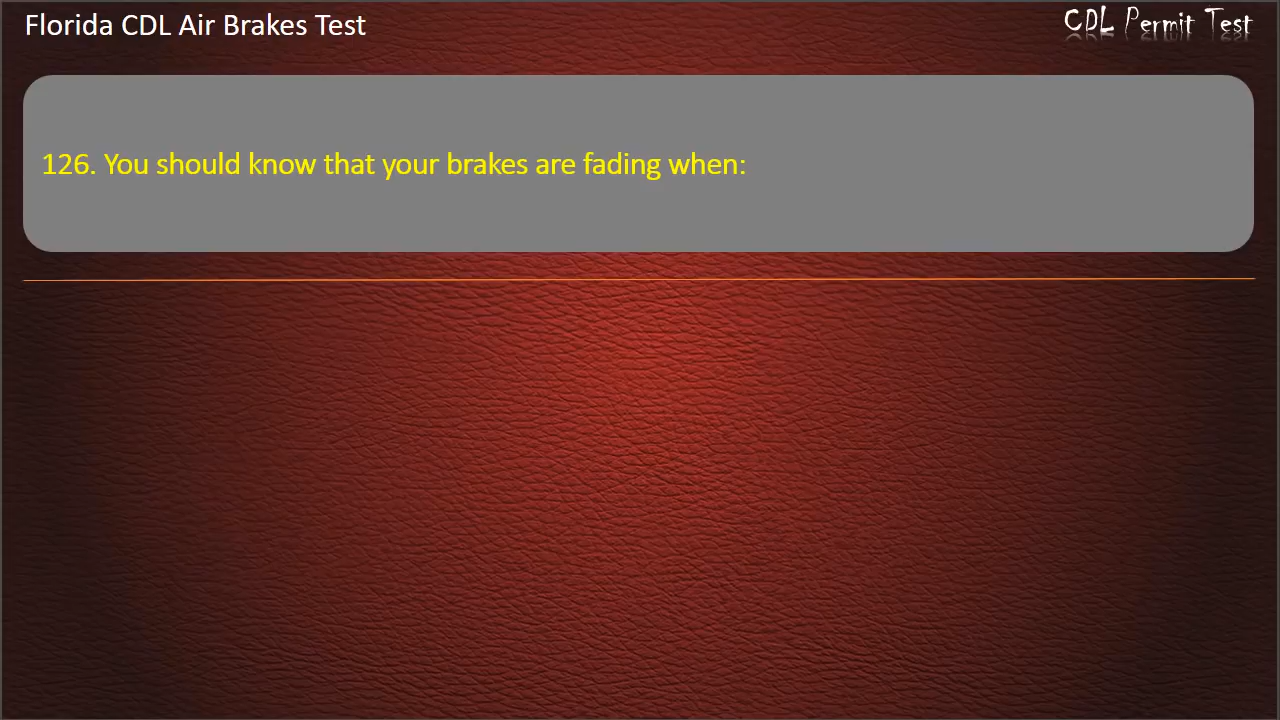 Florida CDL Air Brakes Test
CDL Permit Test
126. You should know that your brakes are fading when: